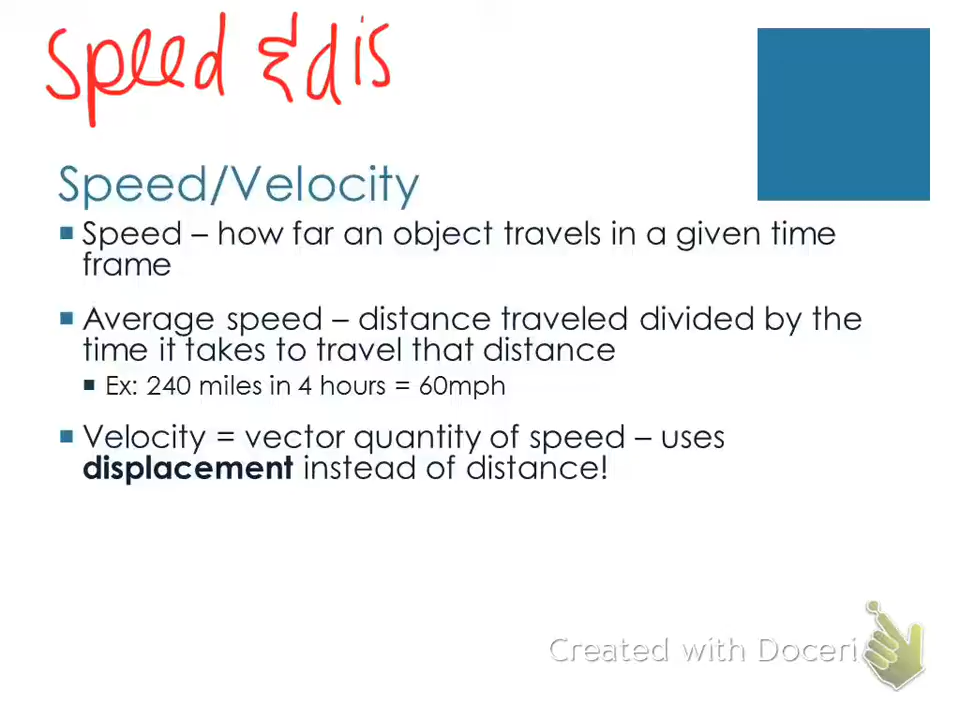 Speed & dis
Speed/Velocity
Speed – how far an object travels in a given time
frame
Average speed – distance traveled divided by the
time it takes to travel that distance
Ex: 240 miles in 4 hours = 60mph
Velocity = vector quantity of speed – uses
displacement instead of distance!
Created with Doceri